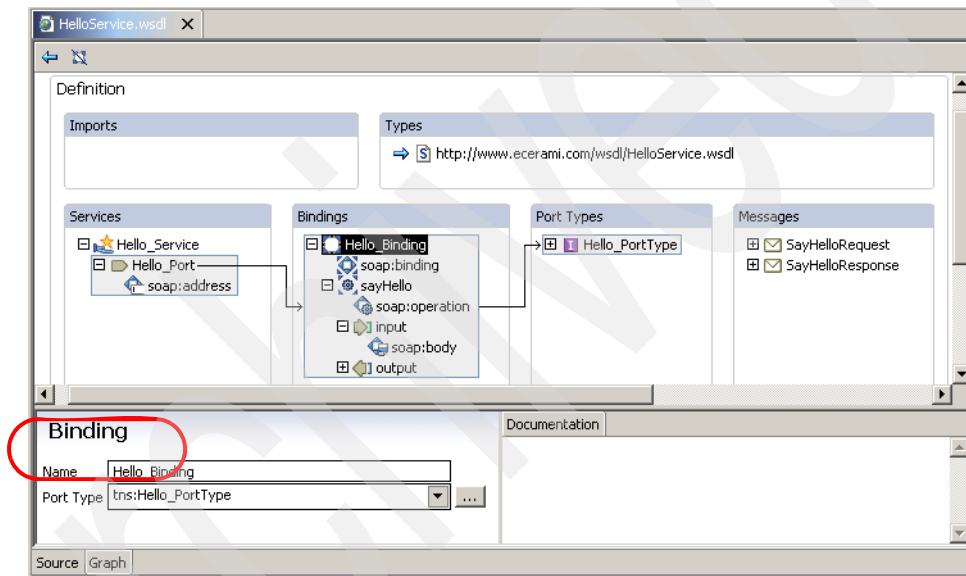 HelloService.wsdl
Definition
Imports
Types
http://www.ecerami.com/wsdl/HelloService.wsdl
Services
Hello_Service
Hello_Port
soap:address
Bindings
Hello_Binding
soap:binding
sayHello
soap:operation
input
soap:body
output
Port Types
Hello_PortType
Messages
SayHelloRequest
SayHelloResponse
Binding
Name Hello_Binding
Port Type tns:Hello_PortType ...
Documentation
Source Graph